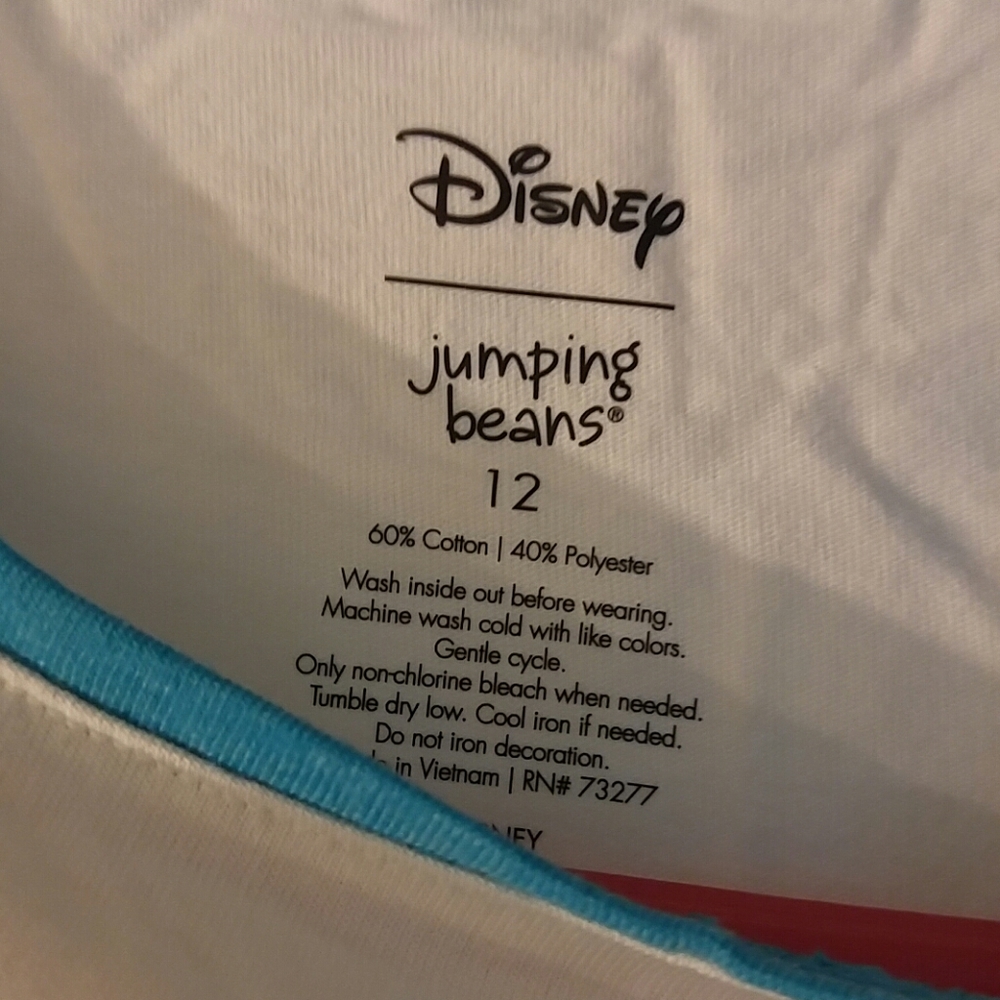 Disney
jumping
beans®
12
60% Cotton | 40% Polyester
Wash inside out before wearing.
Machine wash cold with like colors.
Gentle cycle.
Only non-chlorine bleach when needed.
Tumble dry low. Cool iron if needed.
Do not iron decoration.
in Vietnam | RN# 73277